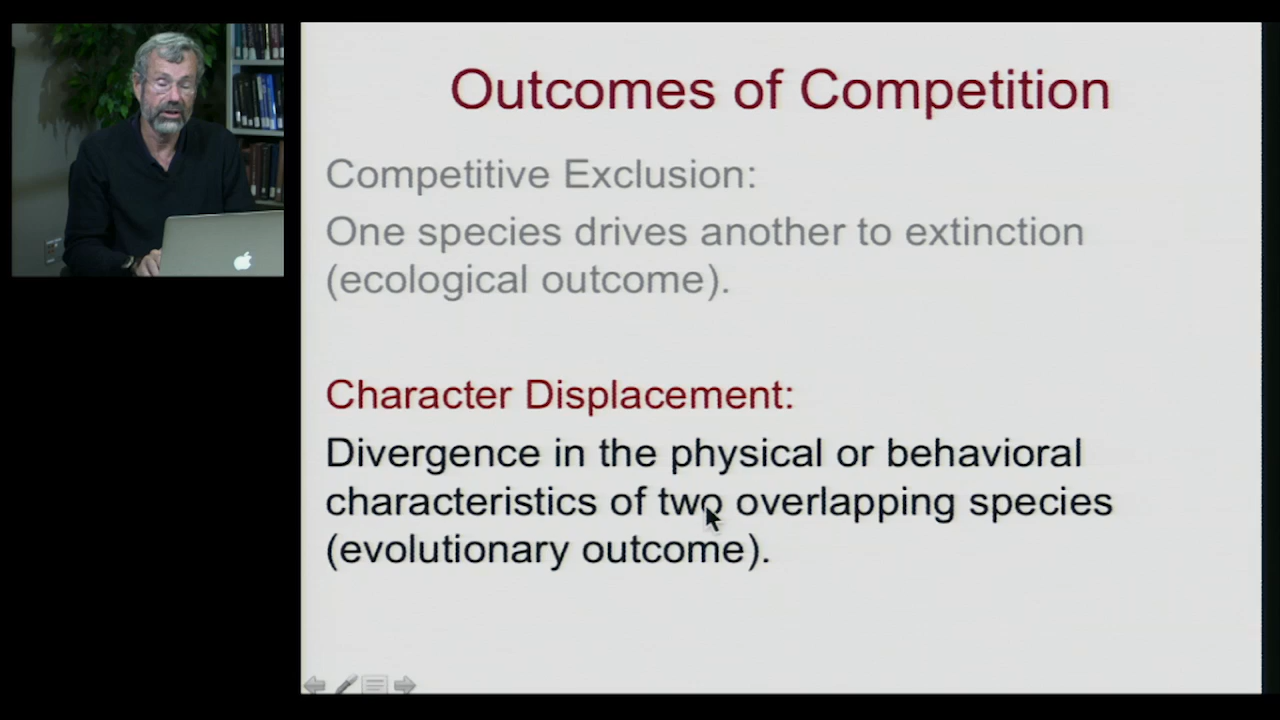 Outcomes of Competition
Competitive Exclusion:
One species drives another to extinction
(ecological outcome).
Character Displacement:
Divergence in the physical or behavioral
characteristics of two overlapping species
(evolutionary outcome).